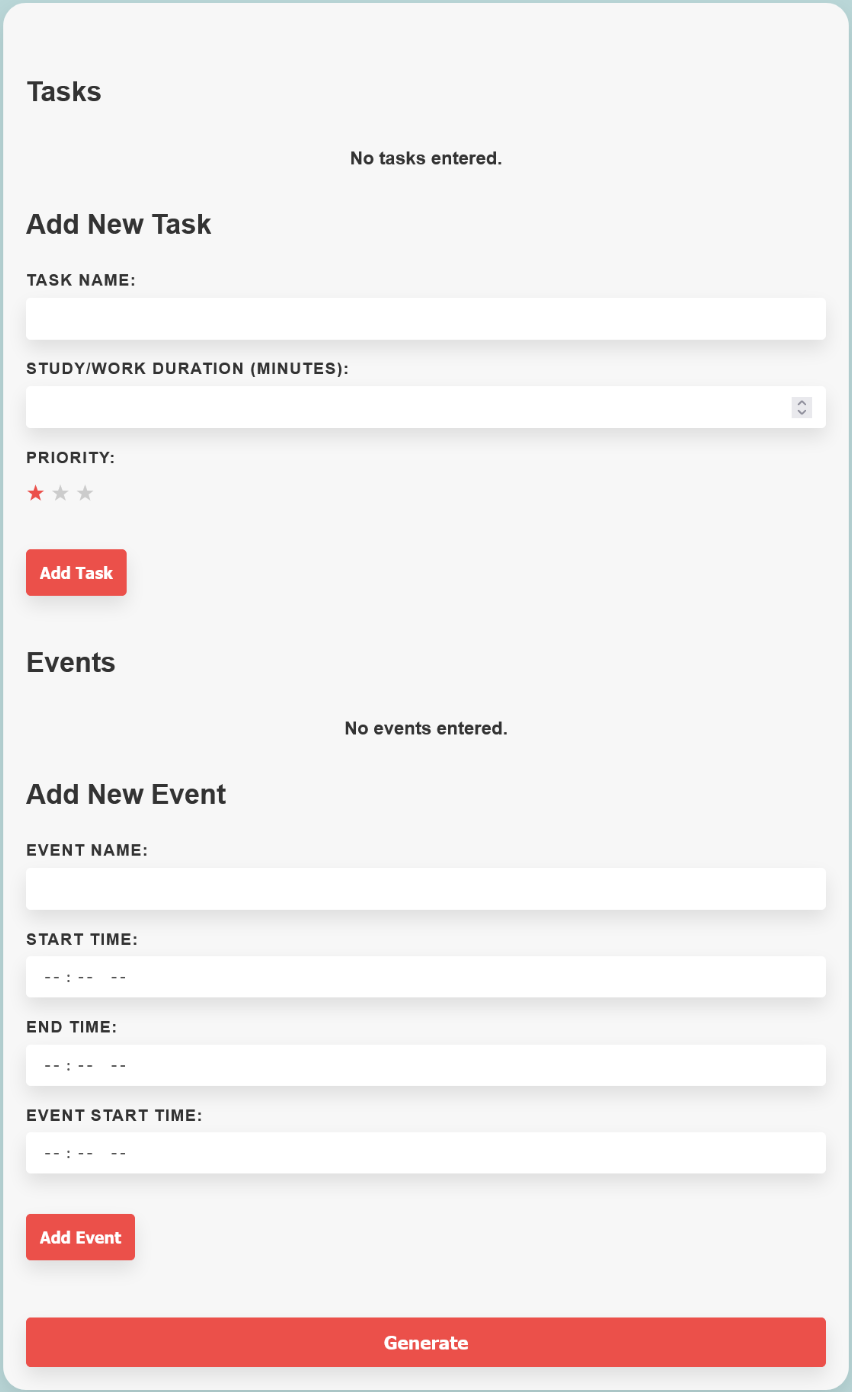 Tasks
No tasks entered.
Add New Task
TASK NAME:
STUDY/WORK DURATION (MINUTES):
PRIORITY:
Add Task
Events
No events entered.
Add New Event
EVENT NAME:
START TIME:
--:-- --
END TIME:
--:-- --
EVENT START TIME:
--:-- --
Add Event
Generate